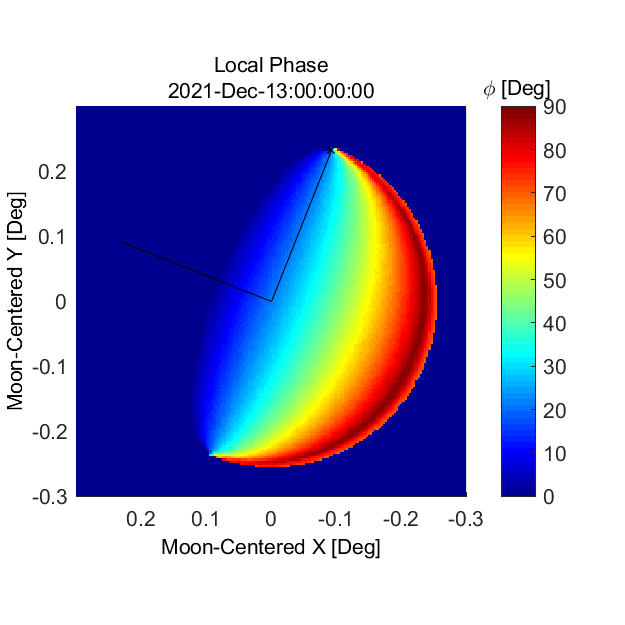 Local Phase
2021-Dec-13:00:00:00
ϕ [Deg]
90
80
70
60
50
40
30
20
10
0
Moon-Centered Y [Deg]
0.2
0.1
0
-0.1
-0.2
-0.3
0.2 0.1 0 -0.1 -0.2 -0.3
Moon-Centered X [Deg]